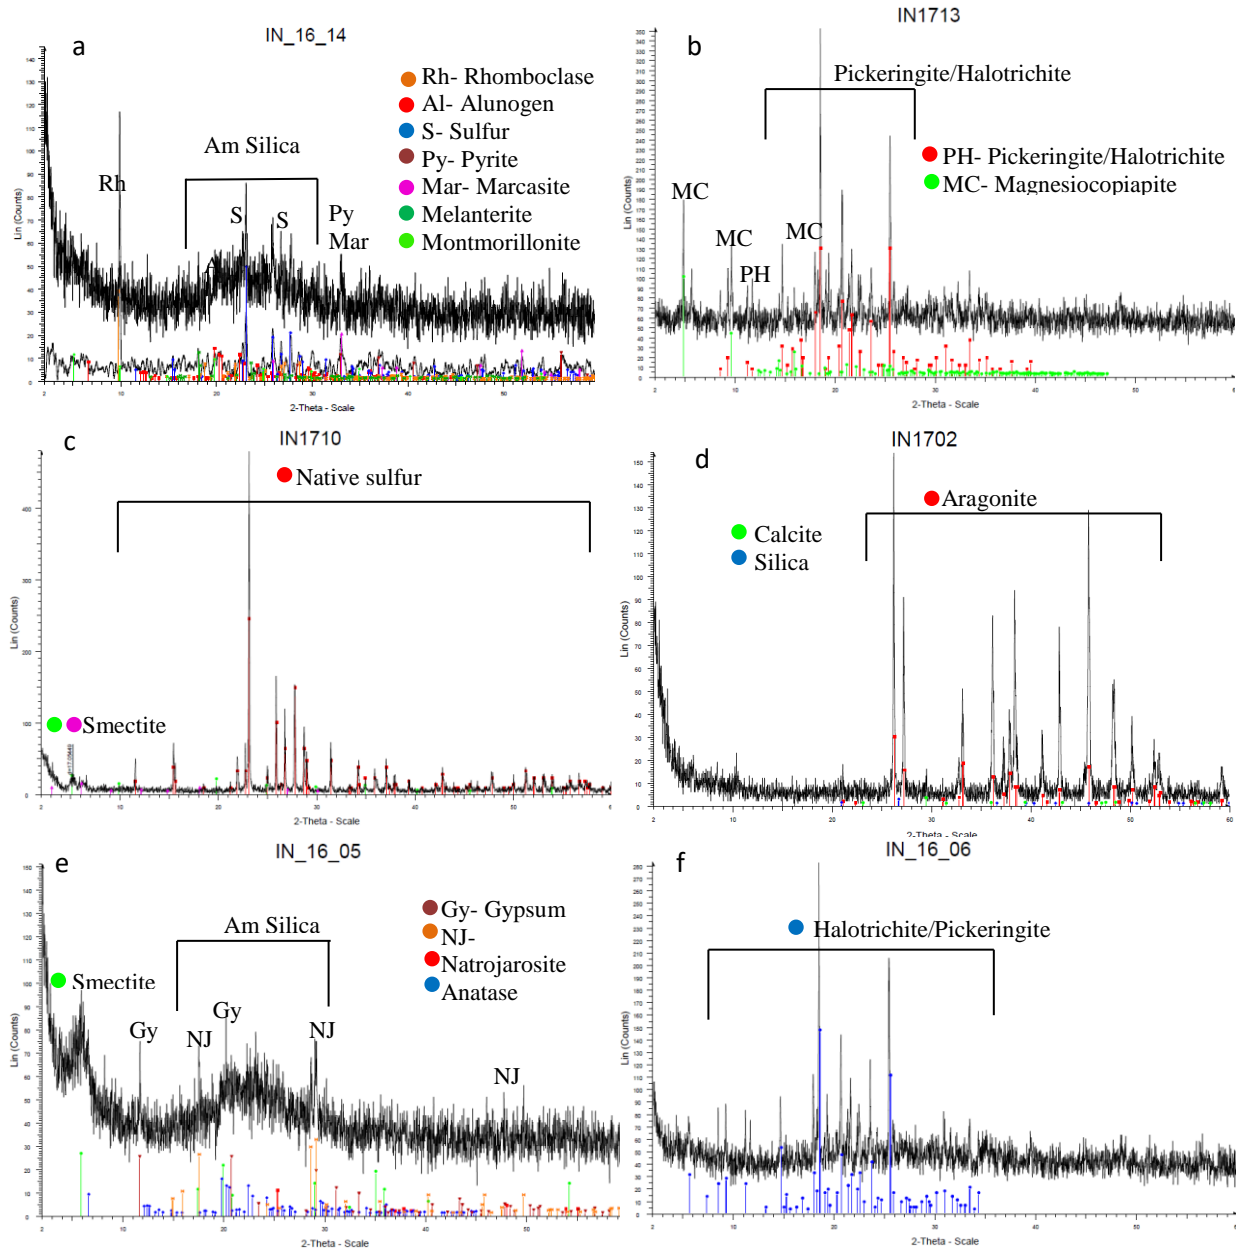 a
IN_16_14
Rh- Rhomboclase
Al- Alunogen
S- Sulfur
Py- Pyrite
Mar- Marcasite
Melanterite
Montmorillonite
Am Silica
Rh
S
S
Py
Mar
A
Lin (Counts)
2-Theta - Scale
b
IN1713
Pickeringite/Halotrichite
PH- Pickeringite/Halotrichite
MC- Magnesiocopiapite
MC
MC
MC
PH
Lin (Counts)
2-Theta - Scale
c
IN1710
Native sulfur
Smectite
Lin (Counts)
2-Theta - Scale
d
IN1702
Aragonite
Calcite
Silica
Lin (Counts)
2-Theta - Scale
e
IN_16_05
Gy- Gypsum
NJ-
Natrojarosite
Anatase
Am Silica
Smectite
Gy
NJ
Gy
NJ
NJ
Lin (Counts)
2-Theta - Scale
f
IN_16_06
Halotrichite/Pickeringite
Lin (Counts)
2-Theta - Scale